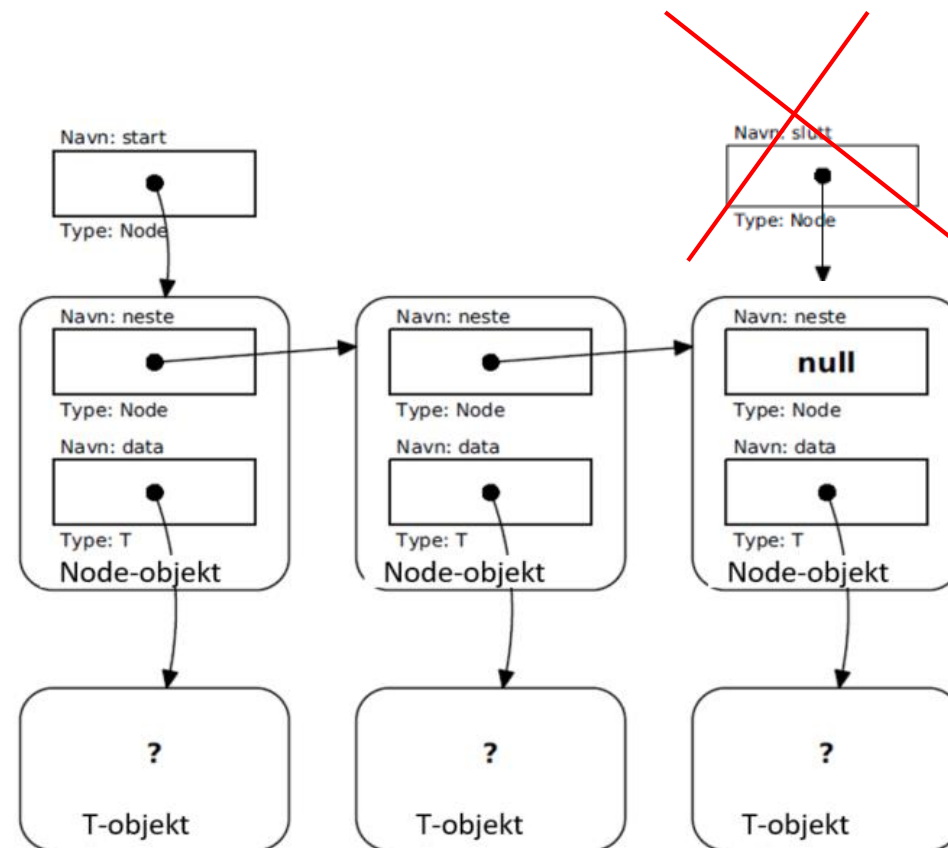 Navn: start
Type: Node
Navn: slutt
Type: Node
Navn: neste
Type: Node
Navn: data
Type: T
Node-objekt
Navn: neste
Type: Node
Navn: data
Type: T
Node-objekt
Navn: neste
null
Type: Node
Navn: data
Type: T
Node-objekt
?
T-objekt
?
T-objekt
?
T-objekt